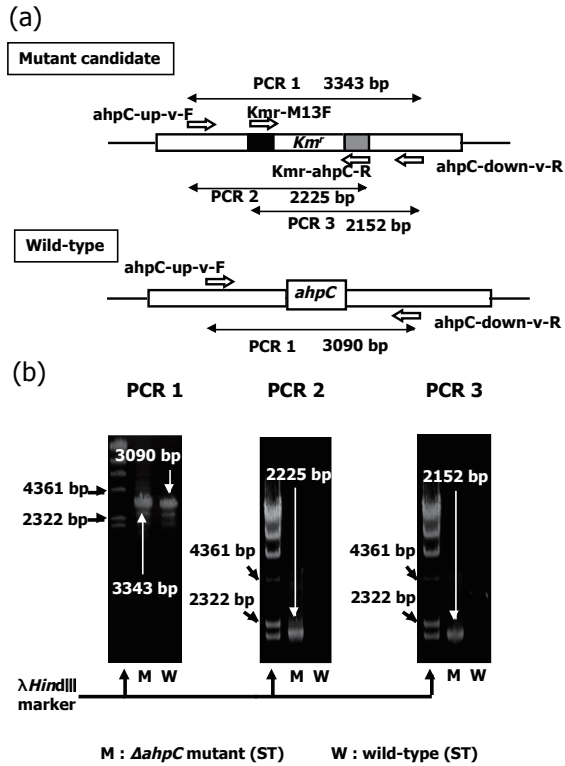 (a)
Mutant candidate
PCR 1 3343 bp
ahpC-up-v-F
Kmr-M13F
Kmʳ
Kmr-ahpC-R
ahpC-down-v-R
PCR 2 2225 bp
PCR 3 2152 bp
Wild-type
ahpC-up-v-F
ahpC
ahpC-down-v-R
PCR 1 3090 bp
(b)
PCR 1 PCR 2 PCR 3
3090 bp
4361 bp
2322 bp
3343 bp
2225 bp
4361 bp
2322 bp
2152 bp
4361 bp
2322 bp
λHindIII
marker
M W M W M W
M : ΔahpC mutant (ST) W : wild-type (ST)